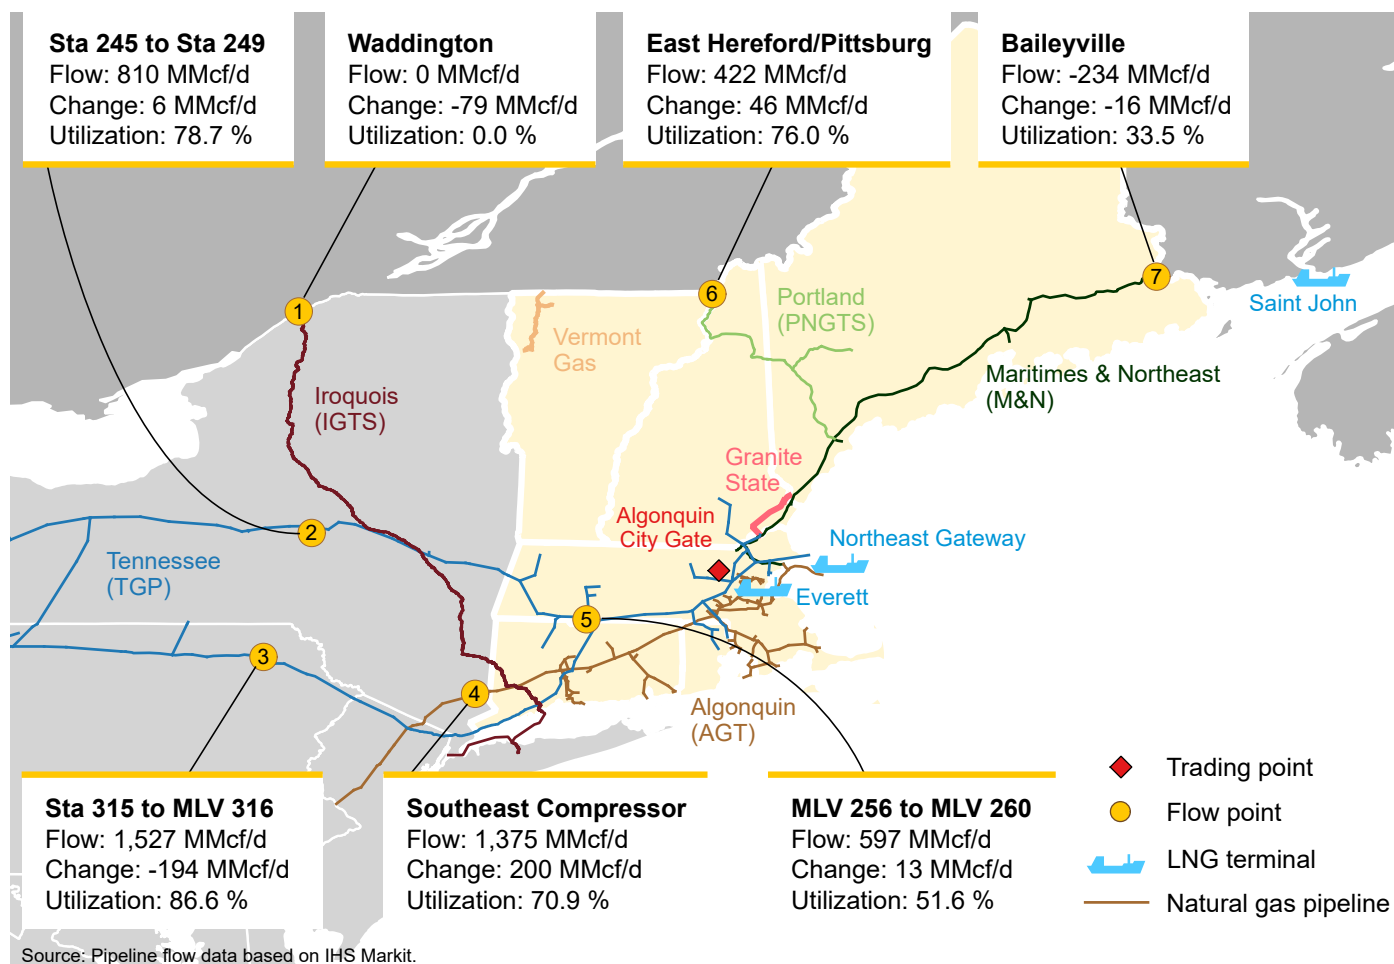 Sta 245 to Sta 249
Flow: 810 MMcf/d
Change: 6 MMcf/d
Utilization: 78.7 %
Waddington
Flow: 0 MMcf/d
Change: -79 MMcf/d
Utilization: 0.0 %
East Hereford/Pittsburg
Flow: 422 MMcf/d
Change: 46 MMcf/d
Utilization: 76.0 %
Baileyville
Flow: -234 MMcf/d
Change: -16 MMcf/d
Utilization: 33.5 %
1
6
7
Saint John
Portland
(PNGTS)
Vermont
Gas
Maritimes & Northeast
(M&N)
Iroquois
(IGTS)
Granite
State
Algonquin
City Gate
2
Northeast Gateway
Tennessee
(TGP)
Everett
5
3
4
Algonquin
(AGT)
Sta 315 to MLV 316
Flow: 1,527 MMcf/d
Change: -194 MMcf/d
Utilization: 86.6 %
Southeast Compressor
Flow: 1,375 MMcf/d
Change: 200 MMcf/d
Utilization: 70.9 %
MLV 256 to MLV 260
Flow: 597 MMcf/d
Change: 13 MMcf/d
Utilization: 51.6 %
Trading point
Flow point
LNG terminal
Natural gas pipeline
Source: Pipeline flow data based on IHS Markit.